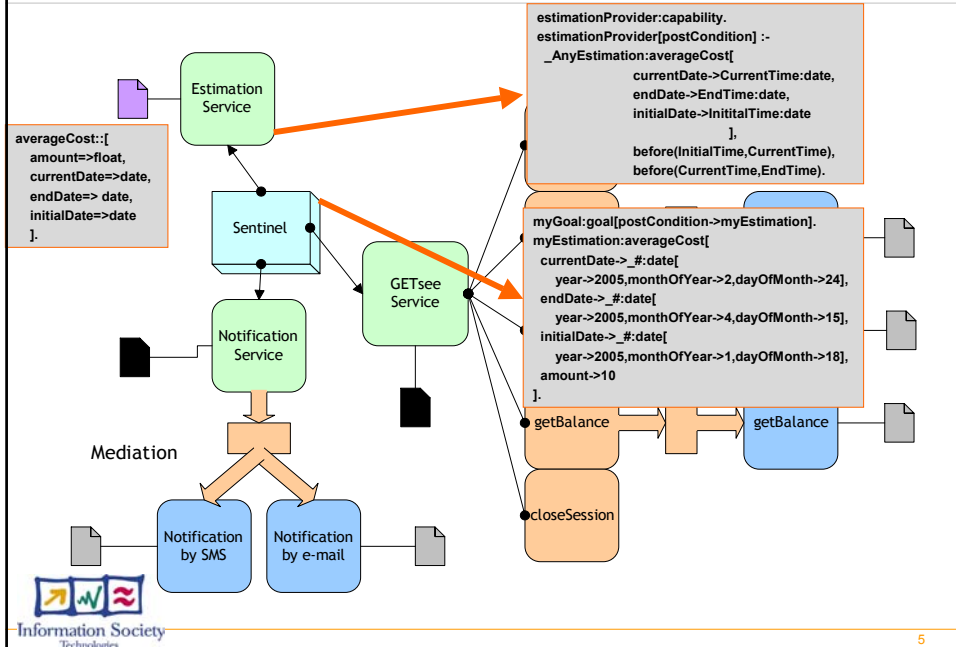 estimationProvider:capability.
estimationProvider[postCondition] :-
_AnyEstimation:averageCost[
currentDate->CurrentTime:date,
endDate->EndTime:date,
initialDate->InititalTime:date
],
before(InitialTime,CurrentTime),
before(CurrentTime,EndTime).
Estimation
Service
averageCost::[
amount=>float,
currentDate=>date,
endDate=> date,
initialDate=>date
].
Sentinel
GETsee
Service
myGoal:goal[postCondition->myEstimation].
myEstimation:averageCost[
currentDate->_#:date[
year->2005,monthOfYear->2,dayOfMonth->24],
endDate->_#:date[
year->2005,monthOfYear->4,dayOfMonth->15],
initialDate->_#:date[
year->2005,monthOfYear->1,dayOfMonth->18],
amount->10
].
Notification
Service
getBalance
getBalance
Mediation
closeSession
Notification
by SMS
Notification
by e-mail
Information Society
Technologies
5